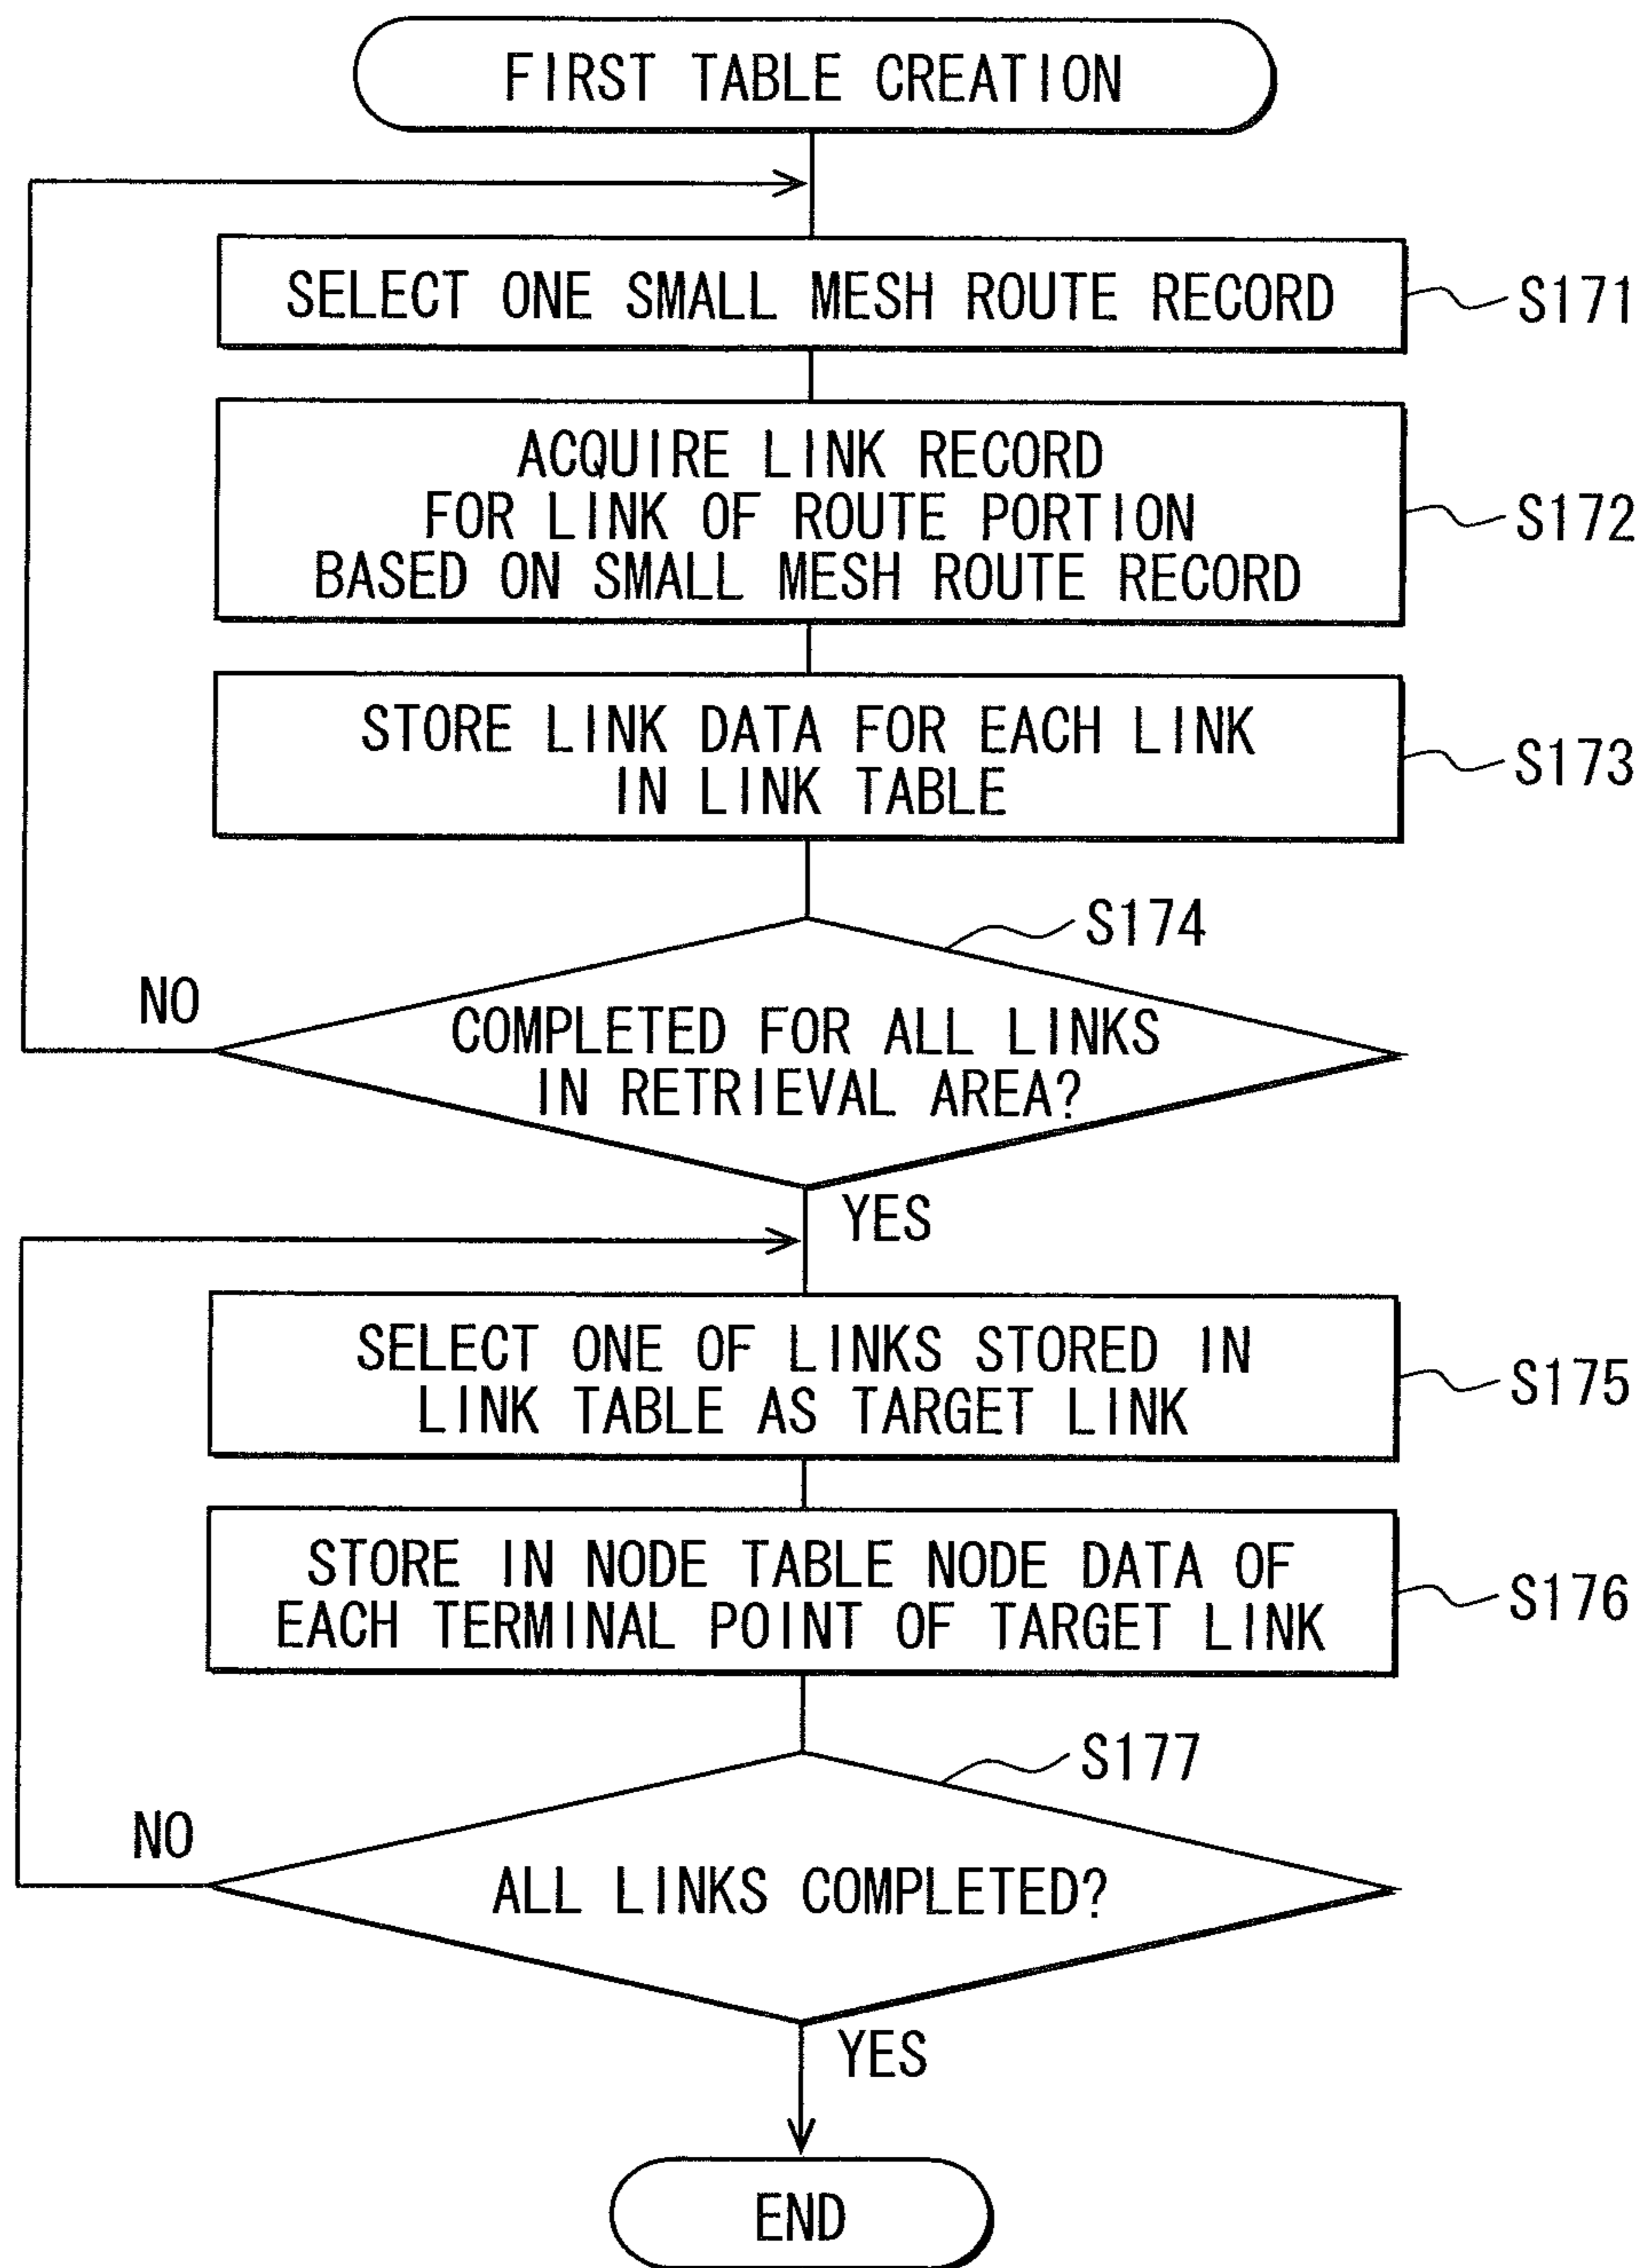 FIRST TABLE CREATION
SELECT ONE SMALL MESH ROUTE RECORD
S171
ACQUIRE LINK RECORD
FOR LINK OF ROUTE PORTION
BASED ON SMALL MESH ROUTE RECORD
S172
STORE LINK DATA FOR EACH LINK
IN LINK TABLE
S173
S174
NO
COMPLETED FOR ALL LINKS
IN RETRIEVAL AREA?
YES
SELECT ONE OF LINKS STORED IN
LINK TABLE AS TARGET LINK
S175
STORE IN NODE TABLE NODE DATA OF
EACH TERMINAL POINT OF TARGET LINK
S176
S177
NO
ALL LINKS COMPLETED?
YES
END